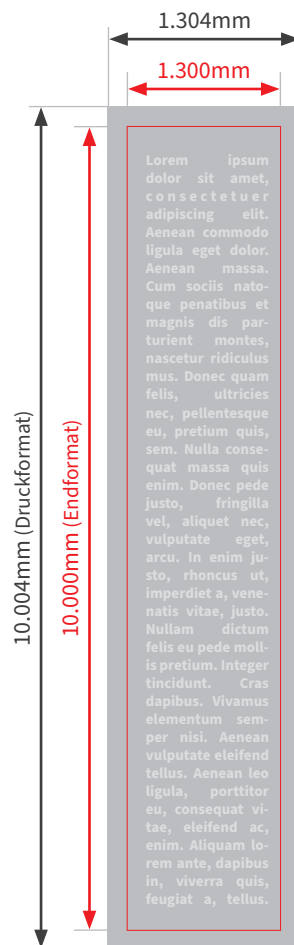 1.304mm
1.300mm
10.004mm (Druckformat)
10.000mm (Endformat)
Lorem ipsum
dolor sit amet,
consectetuer
adipiscing elit.
Aenean commodo
ligula eget dolor.
Aenean massa.
Cum sociis nato-
que penatibus et
magnis dis par-
turient montes,
nascetur ridiculus
mus. Donec quam
felis, ultricies
nec, pellentesque
eu, pretium quis,
sem. Nulla conse-
quat massa quis
enim. Donec pede
justo, fringilla
vel, aliquet nec,
vulputate eget,
arcu. In enim ju-
sto, rhoncus ut,
imperdiet a, vene-
natis vitae, justo.
Nullam dictum
felis eu pede moll-
is pretium. Integer
tincidunt. Cras
dapibus. Vivamus
elementum sem-
per nisi. Aenean
vulputate eleifend
tellus. Aenean leo
ligula, porttitor
eu, consequat vi-
tae, eleifend ac,
enim. Aliquam lo-
rem ante, dapibus
in, viverra quis,
feugiat a, tellus.